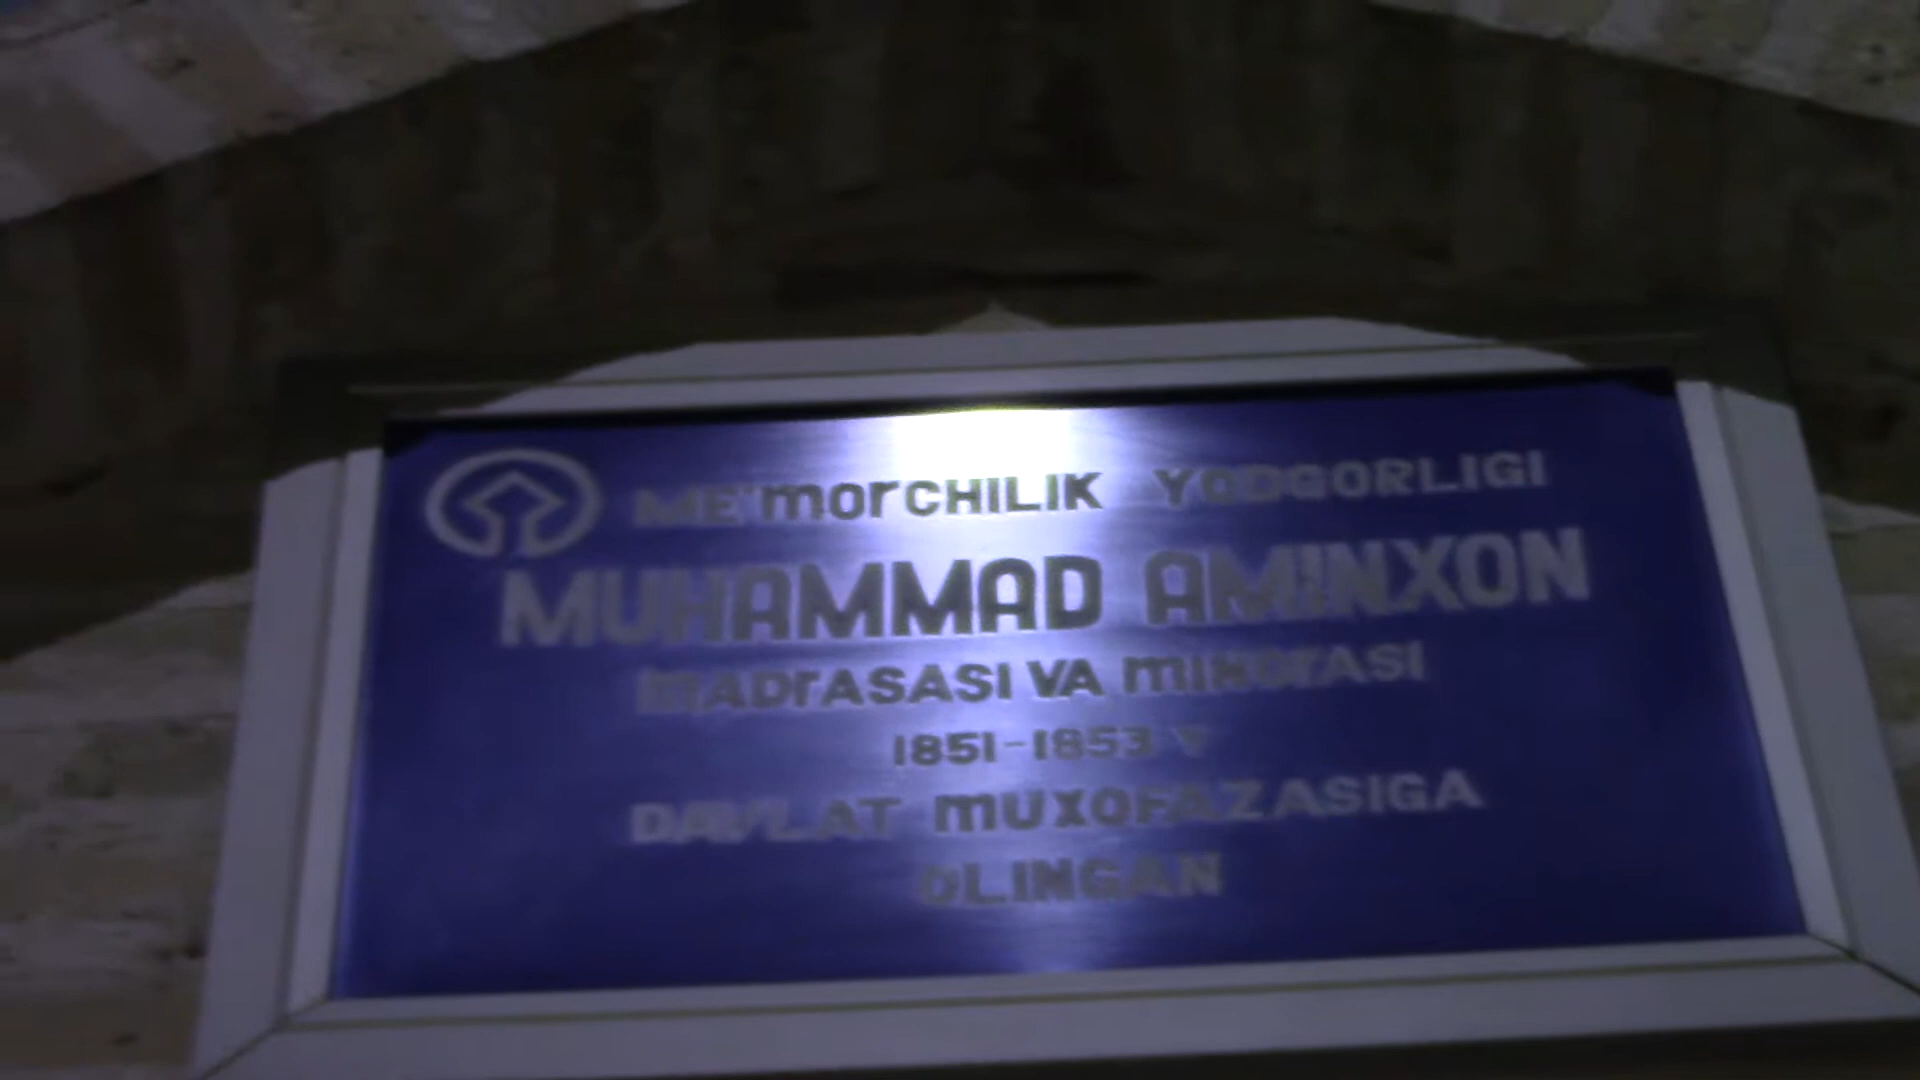 ME'morCHILIK YODGORLIGI
MUHAMMAD AMINXON
mADrASASI VA mINOrASI
1851-1853 Y
DAVLAT muXOFAZASIGA
OLINGAN